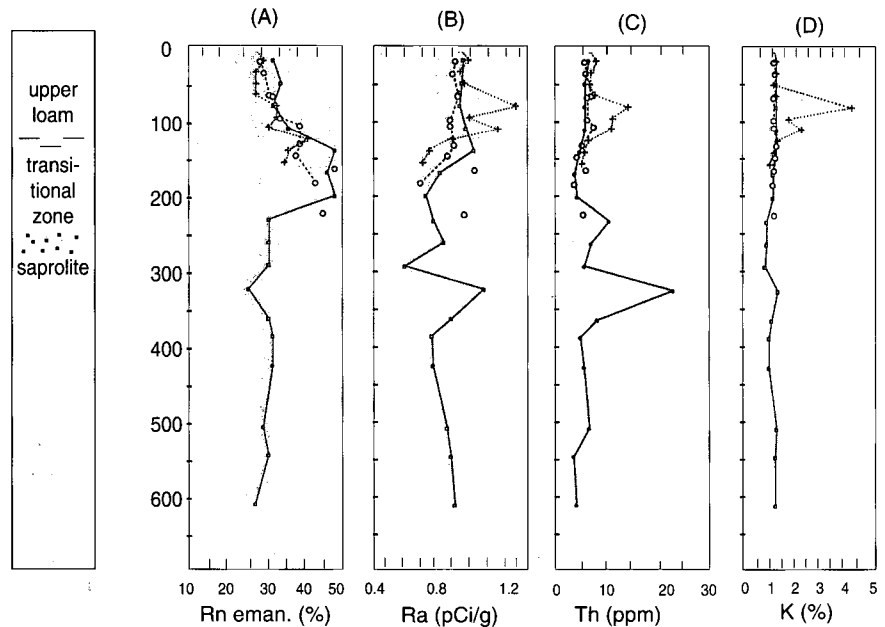 (A) (B) (C) (D)
upper
loam
transi-
tional
zone
saprolite
0
100
200
300
400
500
600
10 20 30 40 50
Rn eman. (%)
0.4 0.8 1.2
Ra (pCi/g)
0 10 20 30
Th (ppm)
0 1 2 3 4 5
K (%)